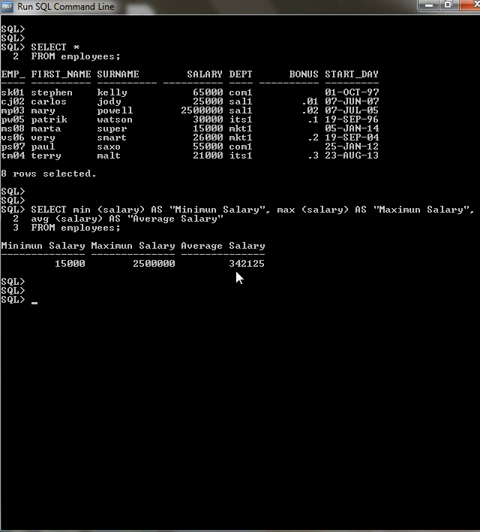 Run SQL Command Line
SQL>
SQL>
SQL> SELECT *
2 FROM employees;
EMP_ FIRST_NAME SURNAME SALARY DEPT BONUS START_DAY
sk01 stephen kelly 65000 com1 01-OCT-97
cj02 carlos jody 25000 sal1 .01 07-JUN-07
mp03 mary powell 2500000 sal1 .02 07-JUL-05
pw05 patrik watson 30000 its1 .1 19-SEP-96
ms08 marta super 15000 mkt1 05-JAN-14
vs06 very smart 26000 mkt1 .2 19-SEP-04
ps07 paul saxo 55000 com1 25-JAN-12
tm04 terry malt 21000 its1 .3 23-AUG-13
8 rows selected.
SQL>
SQL>
SQL> SELECT min (salary) AS "Minimun Salary", max (salary) AS "Maximun Salary",
2 avg (salary) AS "Average Salary"
3 FROM employees;
Minimun Salary Maximun Salary Average Salary
15000 2500000 342125
SQL>
SQL>
SQL> _